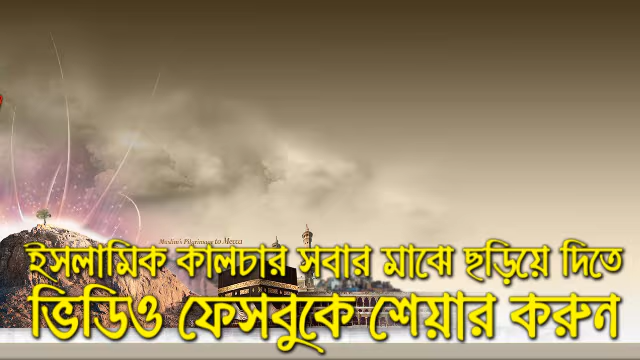 Muslim's Pilgrimage to Mecca
ইসলামিক কালচার সবার মাঝে ছড়িয়ে দিতে
ভিডিও ফেসবুকে শেয়ার করুন